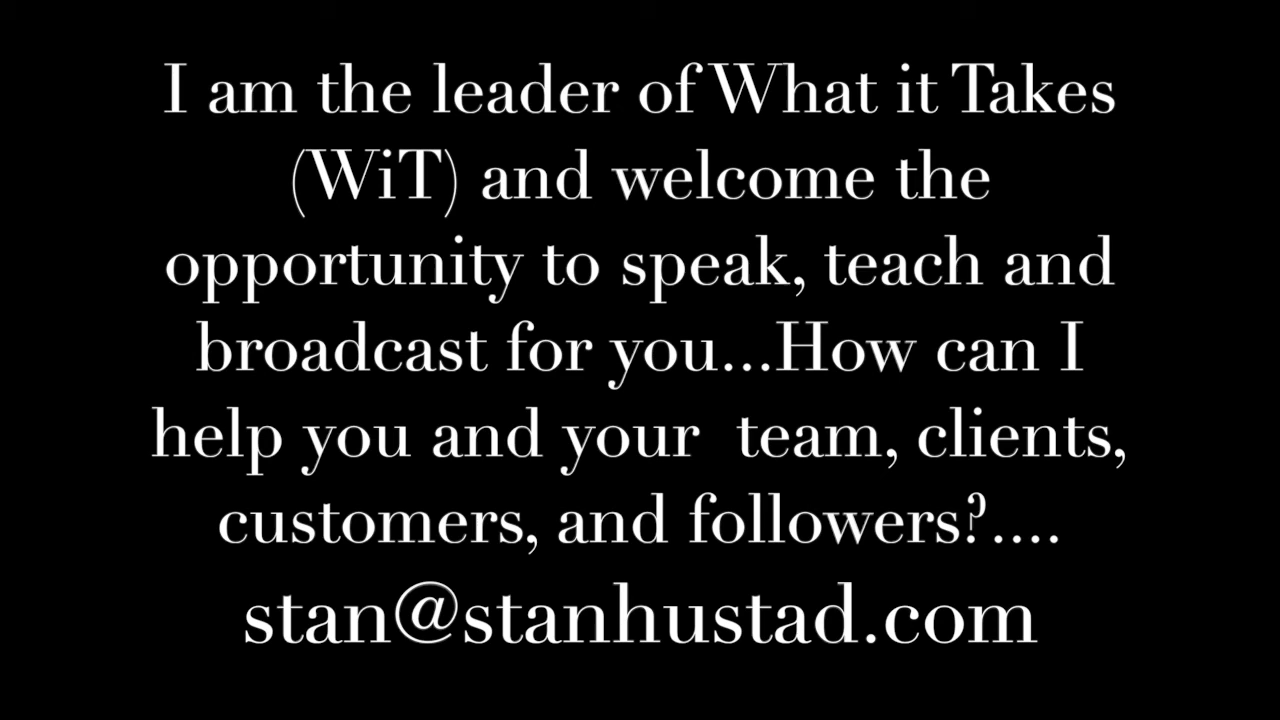 I am the leader of What it Takes
(WiT) and welcome the
opportunity to speak, teach and
broadcast for you...How can I
help you and your  team, clients,
customers, and followers?....
stan@stanhustad.com